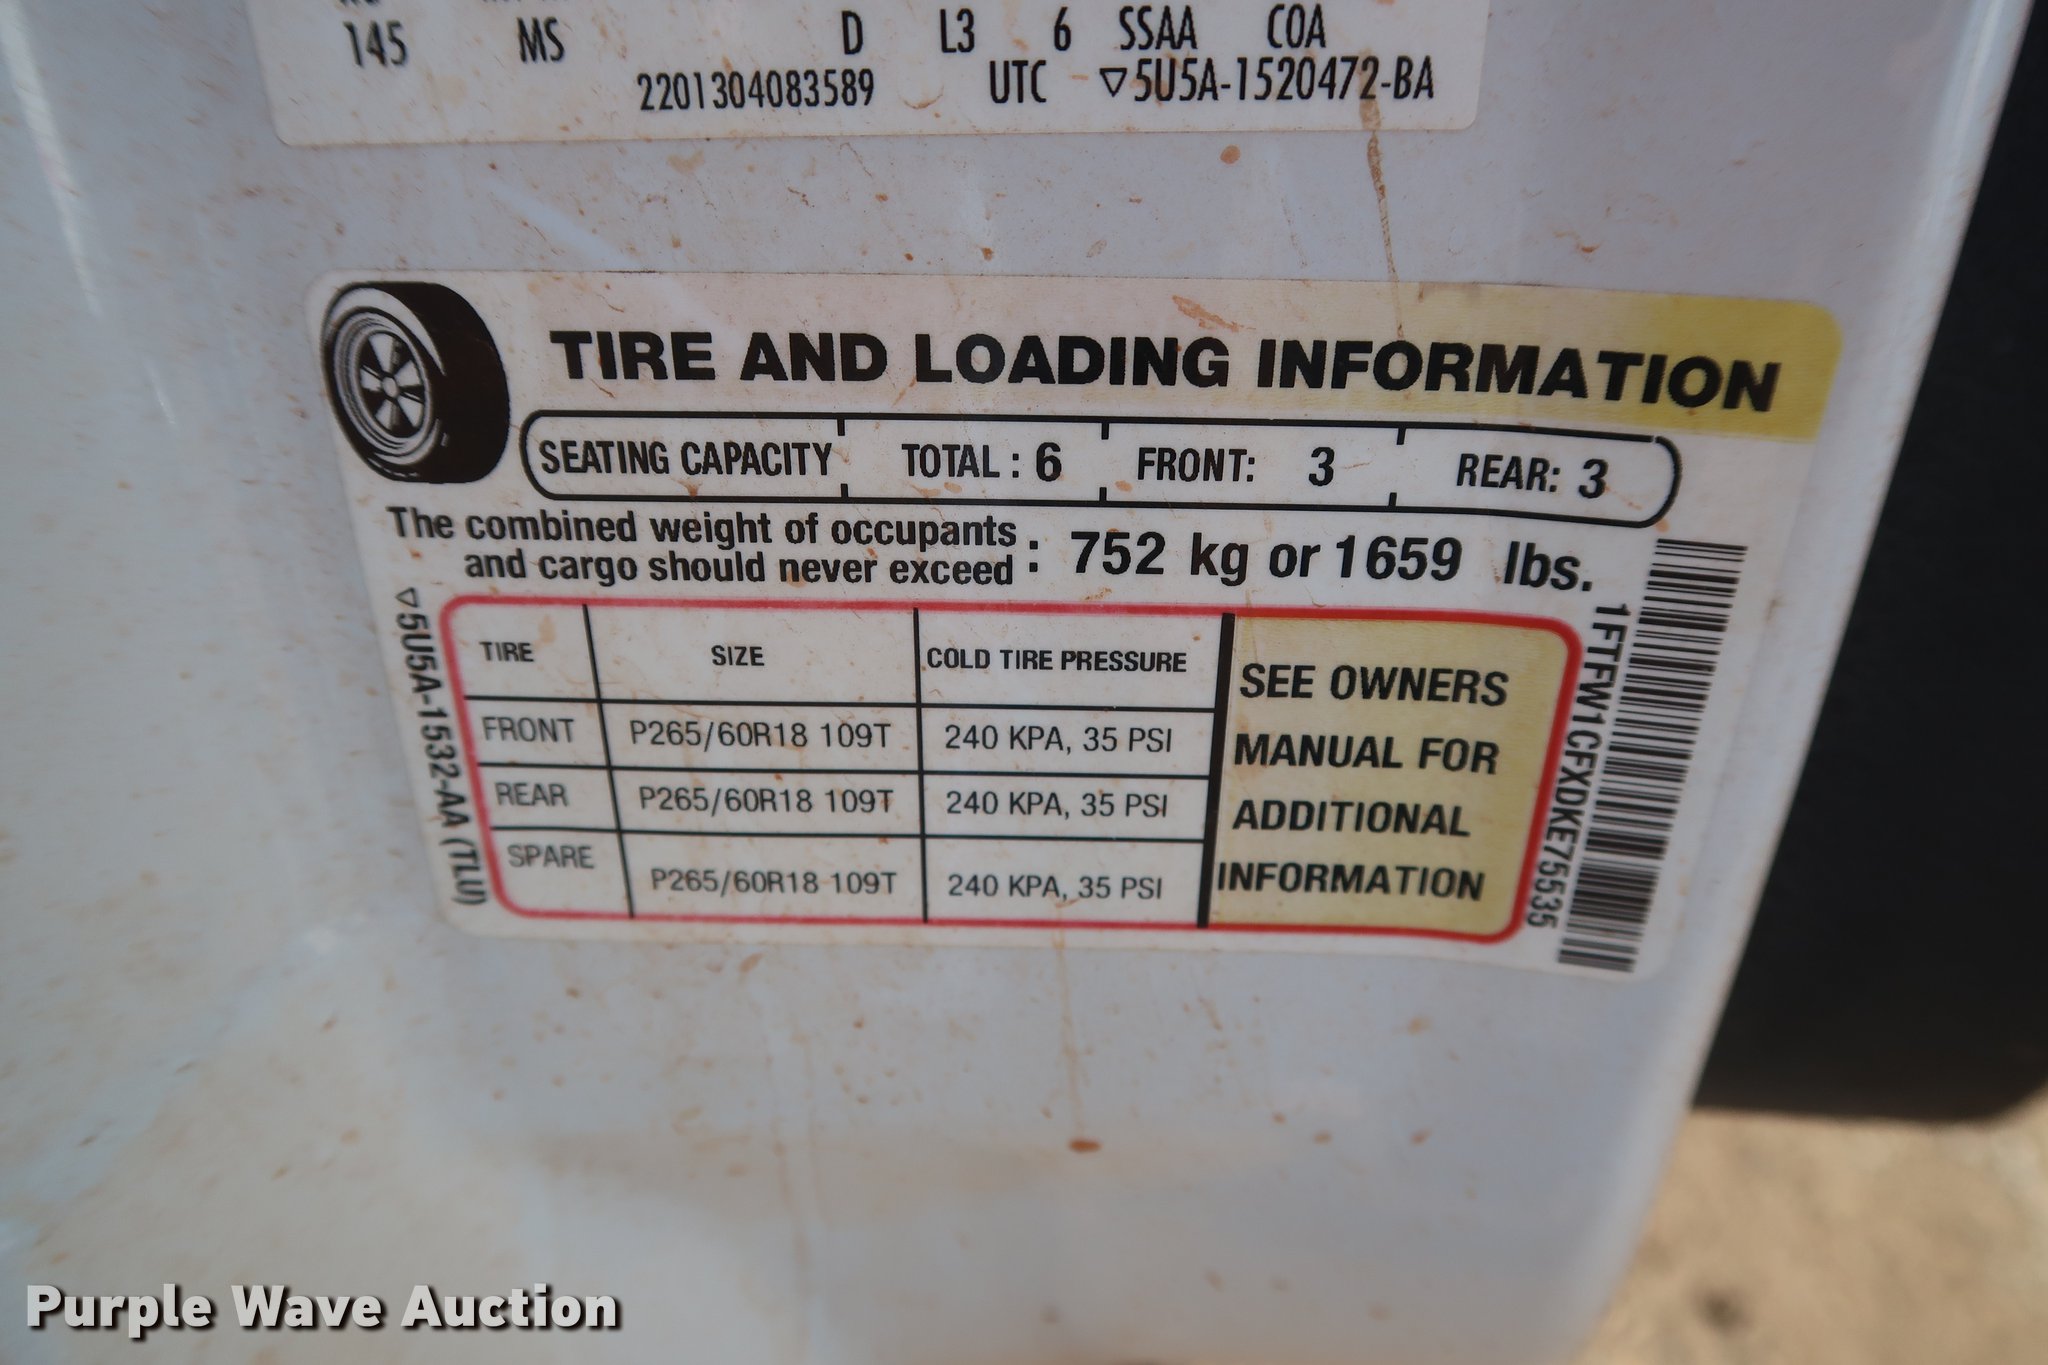 145 MS D L3 6 SSAA COA
2201304083589 UTC ▽5U5A-1520472-BA
TIRE AND LOADING INFORMATION
SEATING CAPACITY TOTAL : 6 FRONT: 3 REAR: 3
The combined weight of occupants
and cargo should never exceed : 752 kg or 1659 lbs.
TIRE SIZE COLD TIRE PRESSURE
FRONT P265/60R18 109T 240 KPA, 35 PSI
REAR P265/60R18 109T 240 KPA, 35 PSI
SPARE P265/60R18 109T 240 KPA, 35 PSI
SEE OWNERS
MANUAL FOR
ADDITIONAL
INFORMATION
▽5U5A-1532-AA (TLU)
1FTFW1CFXDKE75535
Purple Wave Auction